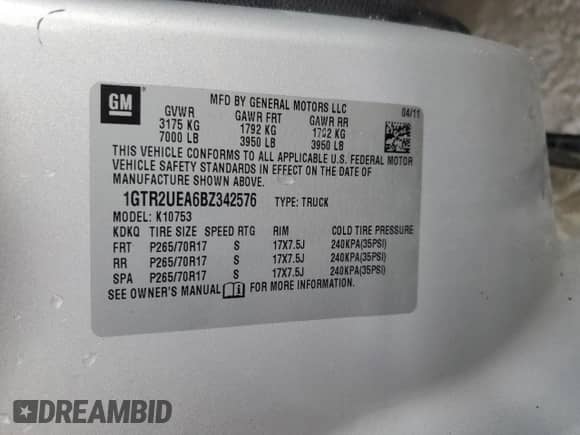 GM
MFD BY GENERAL MOTORS LLC
04/11
GVWR GAWR FRT GAWR RR
3175 KG 1792 KG 1792 KG
7000 LB 3950 LB 3950 LB
THIS VEHICLE CONFORMS TO ALL APPLICABLE U.S. FEDERAL MOTOR
VEHICLE SAFETY STANDARDS IN EFFECT ON THE DATE OF
MANUFACTURE SHOWN ABOVE.
1GTR2UEA6BZ342576 TYPE: TRUCK
MODEL: K10753
KDKQ TIRE SIZE SPEED RTG RIM COLD TIRE PRESSURE
FRT P265/70R17 S 17X7.5J 240KPA(35PSI)
RR P265/70R17 S 17X7.5J 240KPA(35PSI)
SPA P265/70R17 S 17X7.5J 240KPA(35PSI)
SEE OWNER'S MANUAL FOR MORE INFORMATION.
DREAMBID